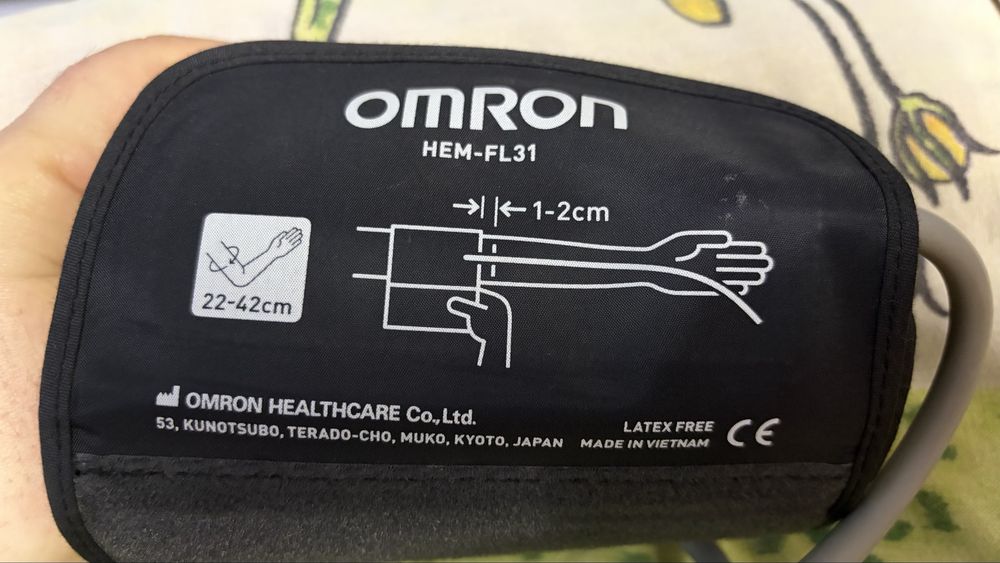 OMRON
HEM-FL31
1-2cm
22-42cm
OMRON HEALTHCARE Co.,Ltd.
53, KUNOTSUBO, TERADO-CHO, MUKO, KYOTO, JAPAN
LATEX FREE
MADE IN VIETNAM
CE